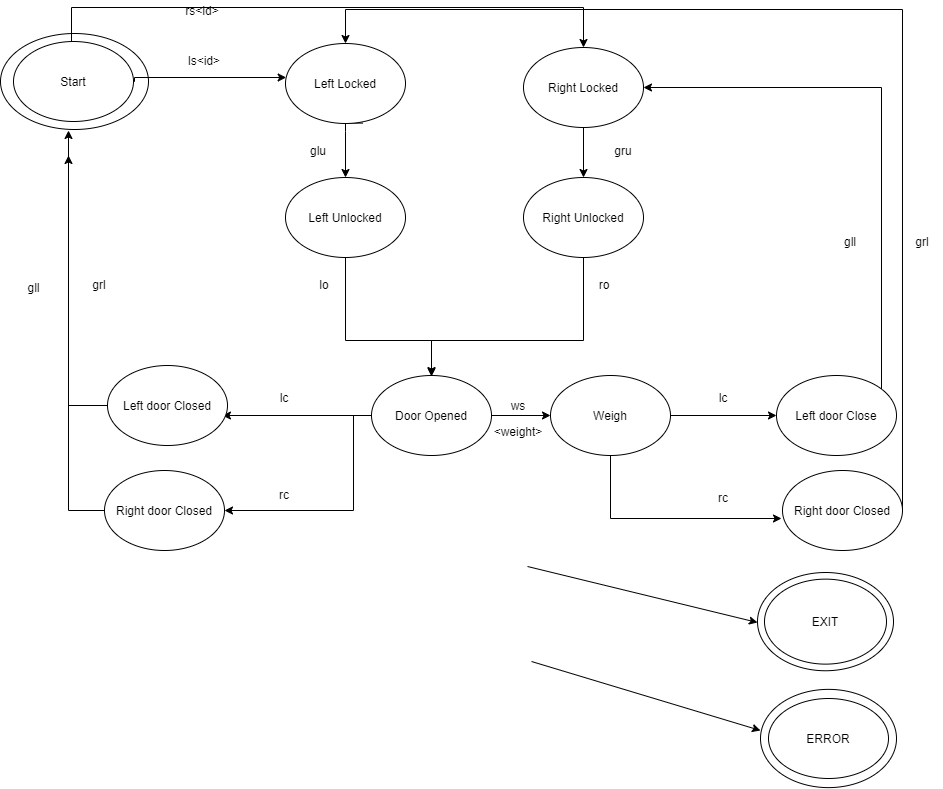 rs<id>
Start
ls<id>
Left Locked
Right Locked
glu
gru
Left Unlocked
Right Unlocked
gll
grl
gll
grl
lo
ro
Left door Closed
lc
Door Opened
ws
<weight>
Weigh
lc
Left door Close
Right door Closed
rc
rc
Right door Closed
EXIT
ERROR